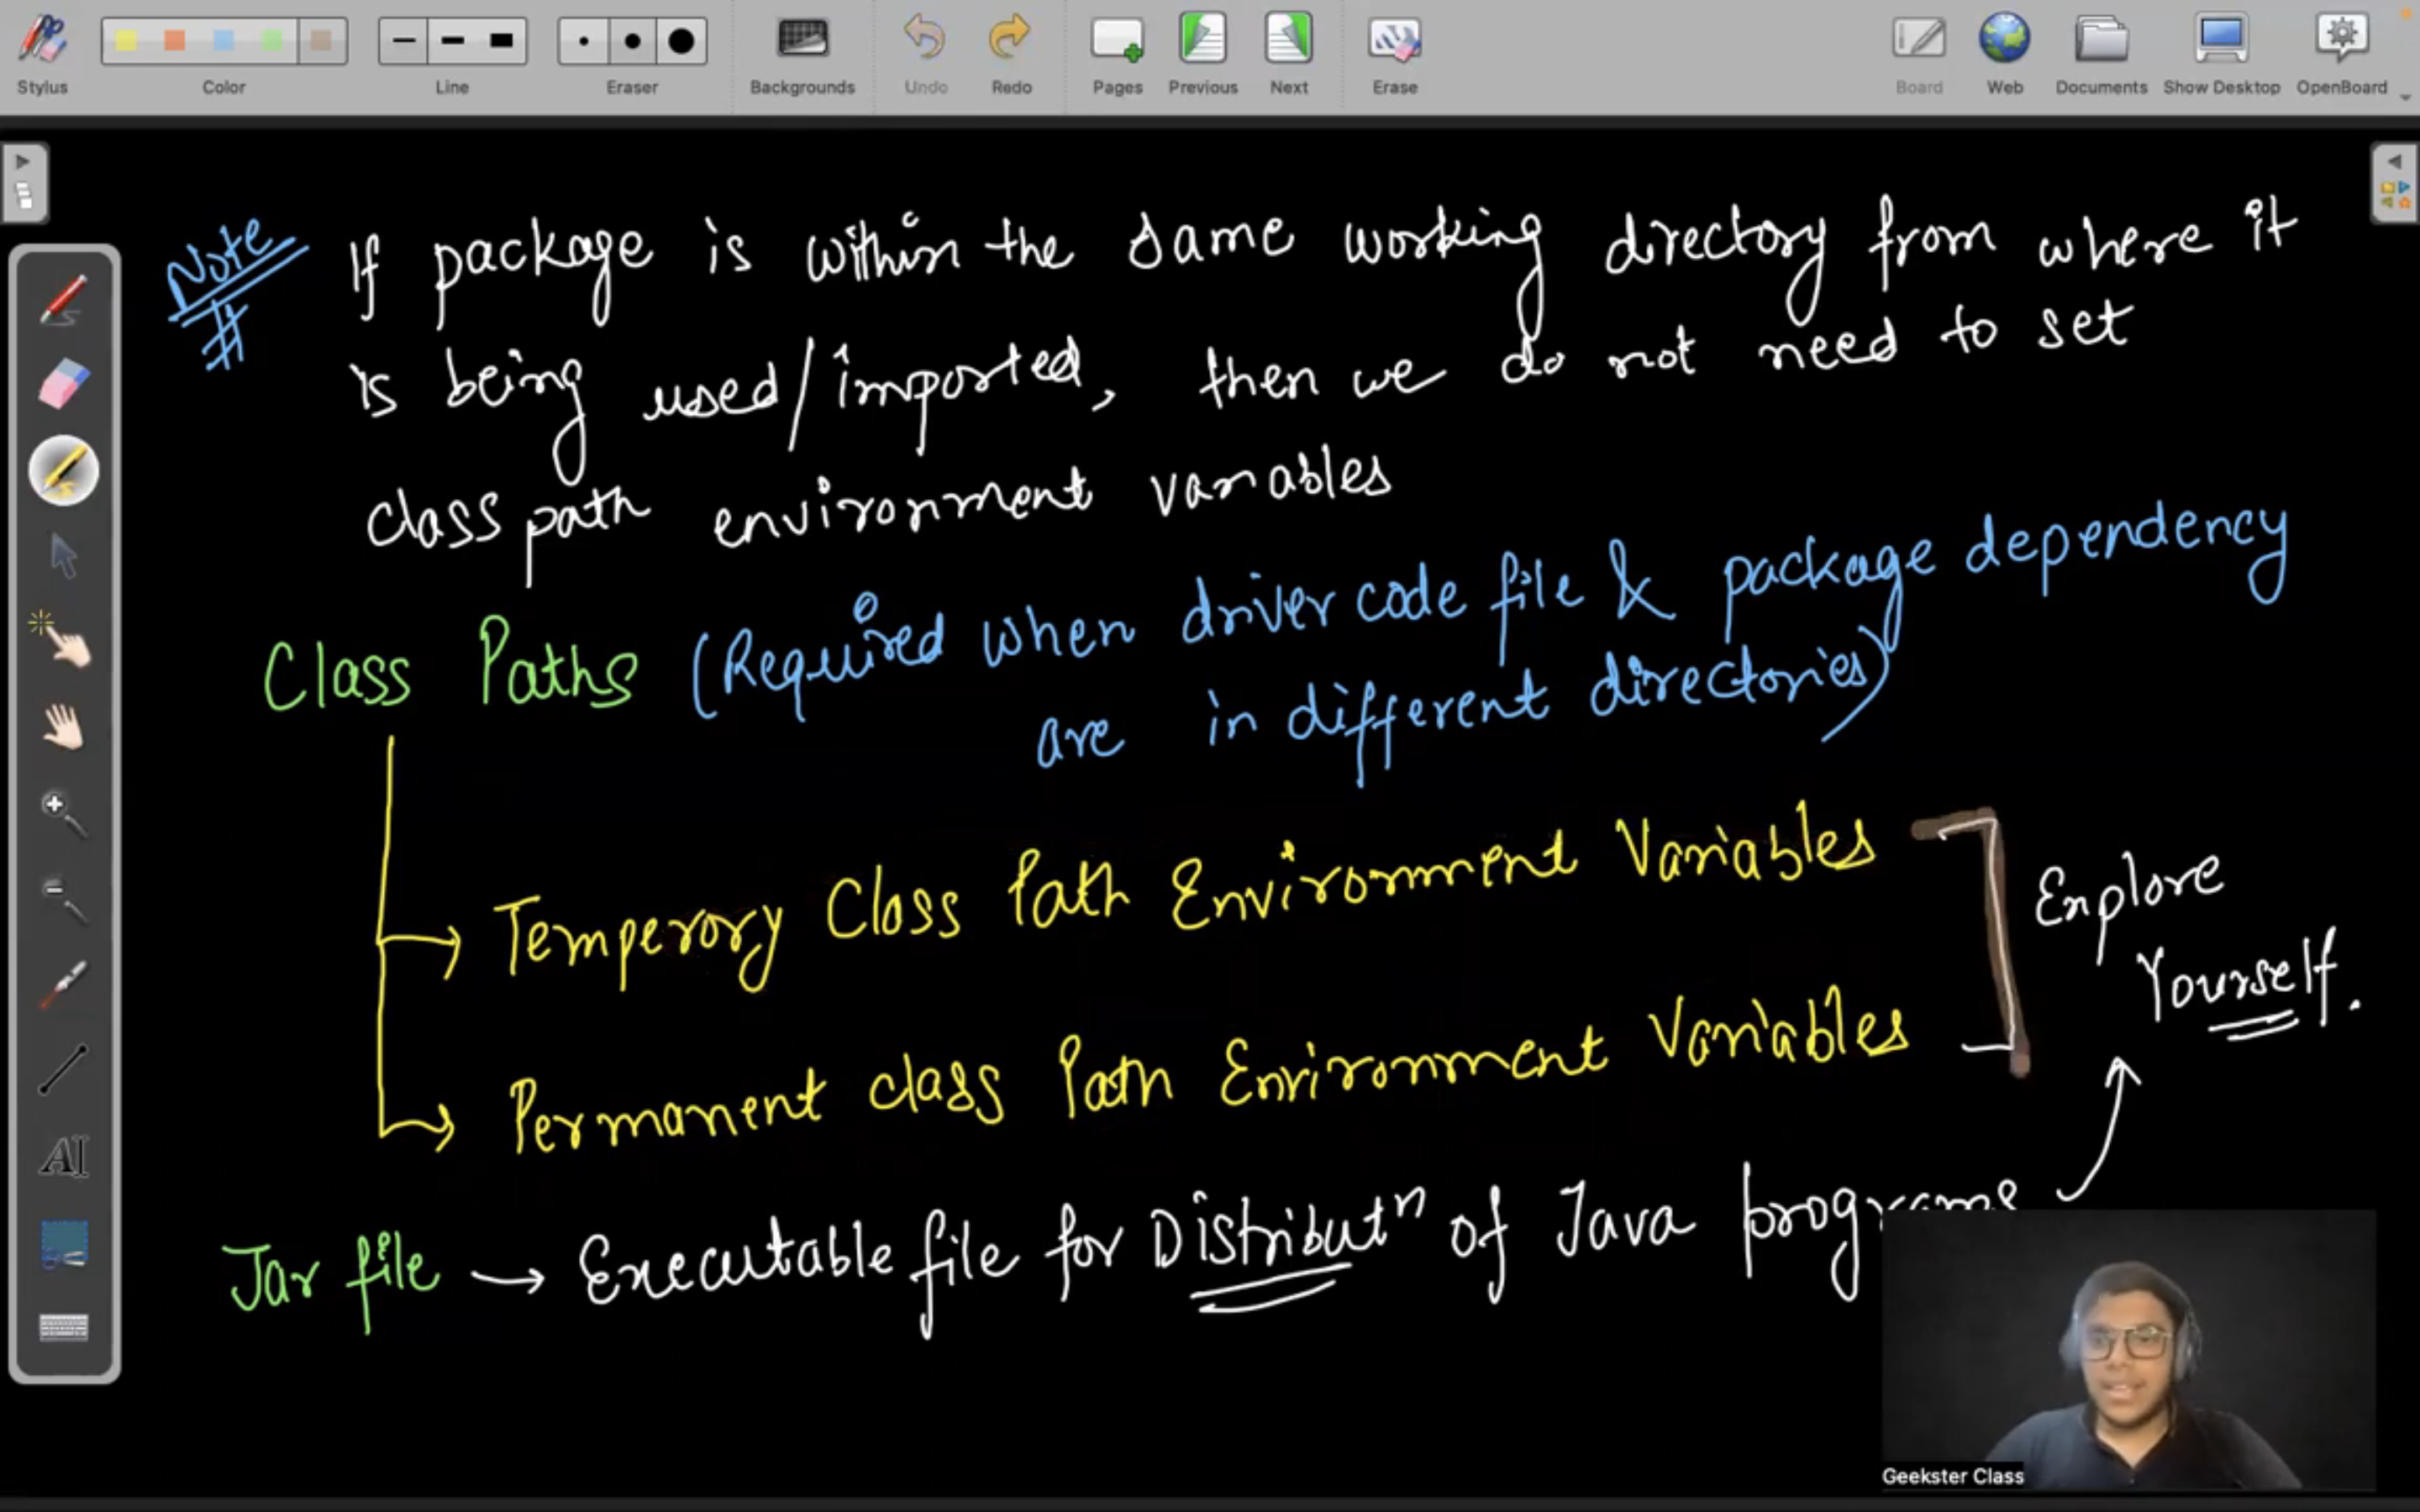 Stylus
Color
Line
Eraser
Backgrounds
Undo
Redo
Pages
Previous
Next
Erase
Board
Web
Documents
Show Desktop
OpenBoard
Note
#
If package is within the same working directory from where it
is being used/imported, then we do not need to set
class path environment variables
Class Paths (Required when driver code file & package dependency
are in different directories)
Temperory Class Path Environment Variables
Permanent class Path Environment Variables
Explore
Yourself.
Jar file → Executable file for Distributⁿ of Java programs
AI
Geekster Class